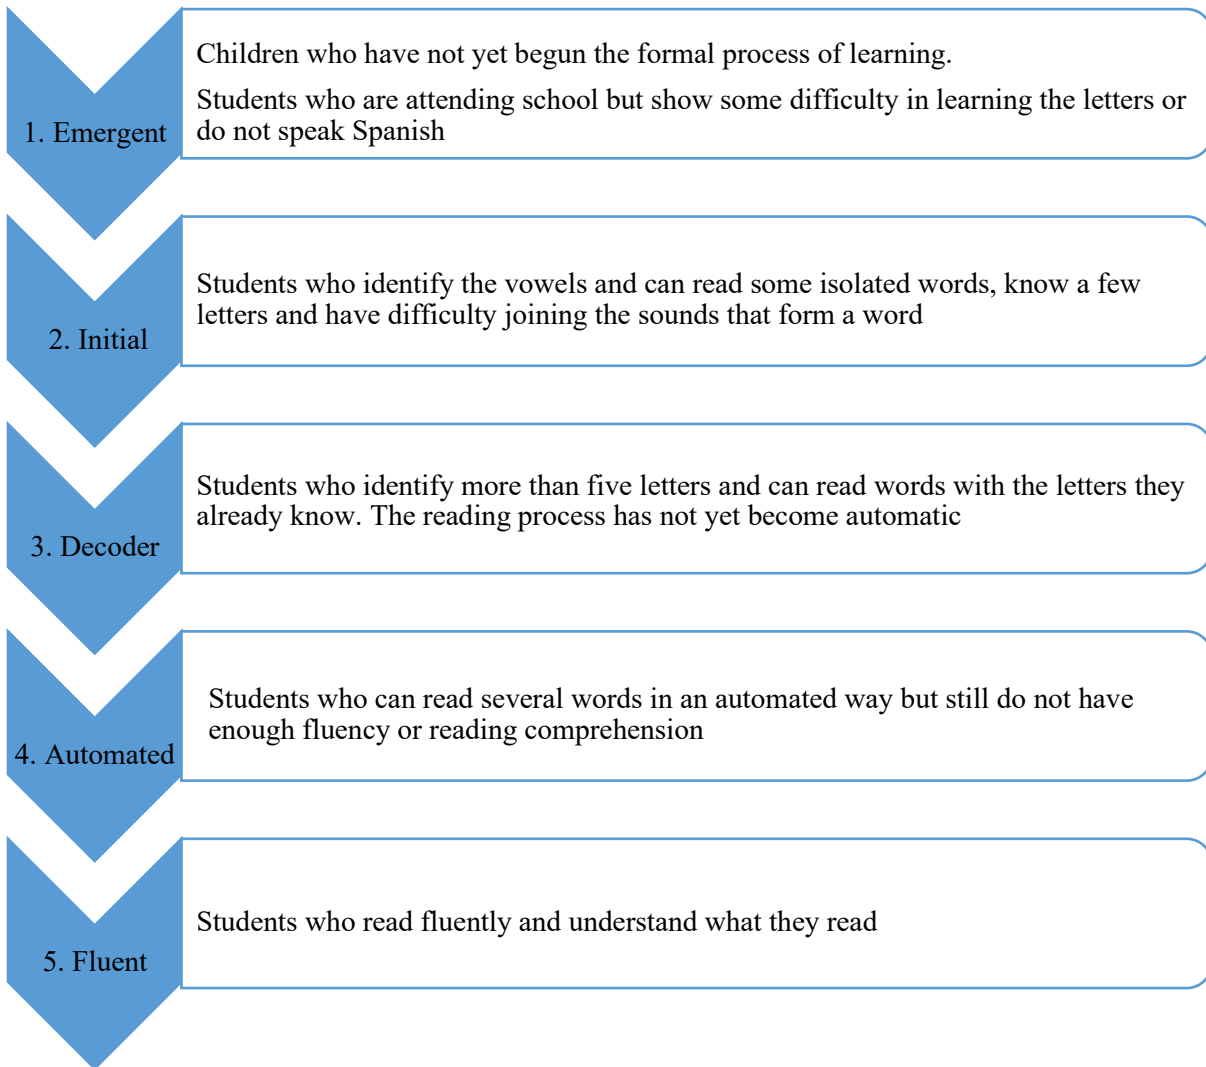 Children who have not yet begun the formal process of learning.
Students who are attending school but show some difficulty in learning the letters or
do not speak Spanish
1. Emergent
Students who identify the vowels and can read some isolated words, know a few
letters and have difficulty joining the sounds that form a word
2. Initial
Students who identify more than five letters and can read words with the letters they
already know. The reading process has not yet become automatic
3. Decoder
Students who can read several words in an automated way but still do not have
enough fluency or reading comprehension
4. Automated
Students who read fluently and understand what they read
5. Fluent